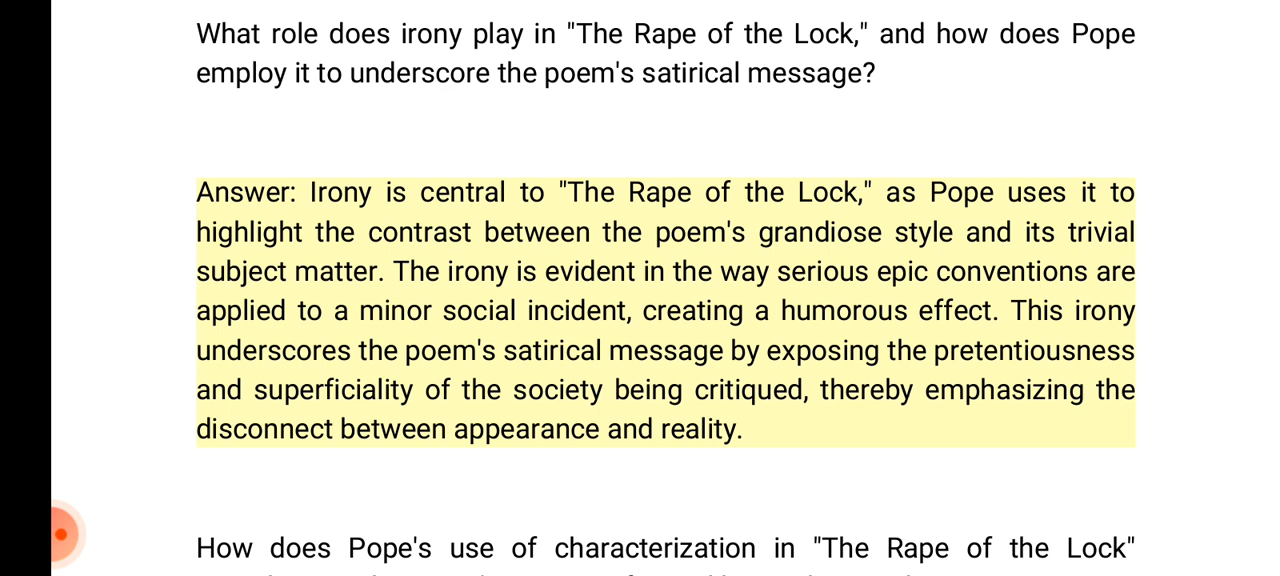 What role does irony play in "The Rape of the Lock," and how does Pope
employ it to underscore the poem's satirical message?
Answer: Irony is central to "The Rape of the Lock," as Pope uses it to
highlight the contrast between the poem's grandiose style and its trivial
subject matter. The irony is evident in the way serious epic conventions are
applied to a minor social incident, creating a humorous effect. This irony
underscores the poem's satirical message by exposing the pretentiousness
and superficiality of the society being critiqued, thereby emphasizing the
disconnect between appearance and reality.
How does Pope's use of characterization in "The Rape of the Lock"